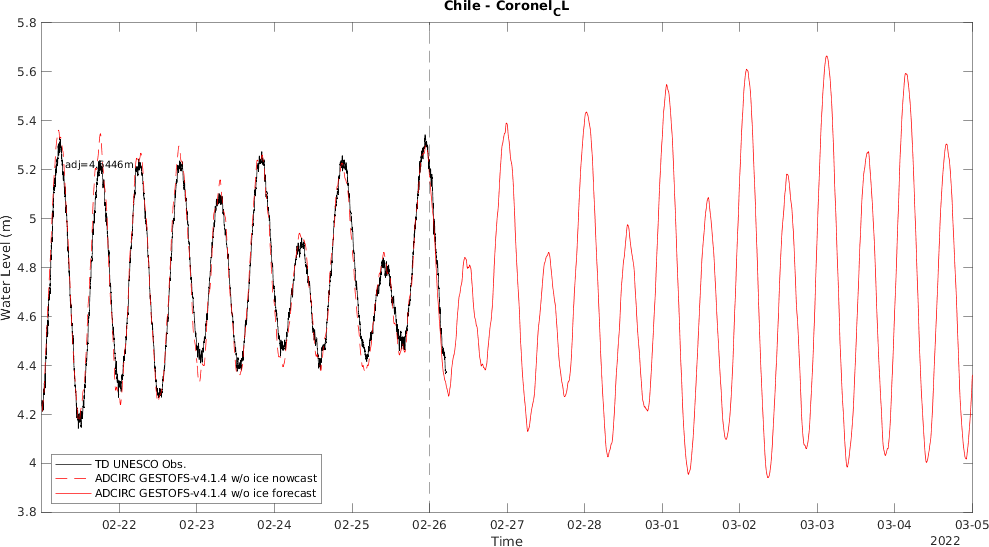 Chile - Coronel_CL
5.8
5.6
5.4
5.2
5
4.8
4.6
4.4
4.2
4
3.8
Water Level (m)
TD UNESCO Obs.
ADCIRC GESTOFS-v4.1.4 w/o ice nowcast
ADCIRC GESTOFS-v4.1.4 w/o ice forecast
02-22 02-23 02-24 02-25 02-26 02-27 02-28 03-01 03-02 03-03 03-04 03-05
Time
2022